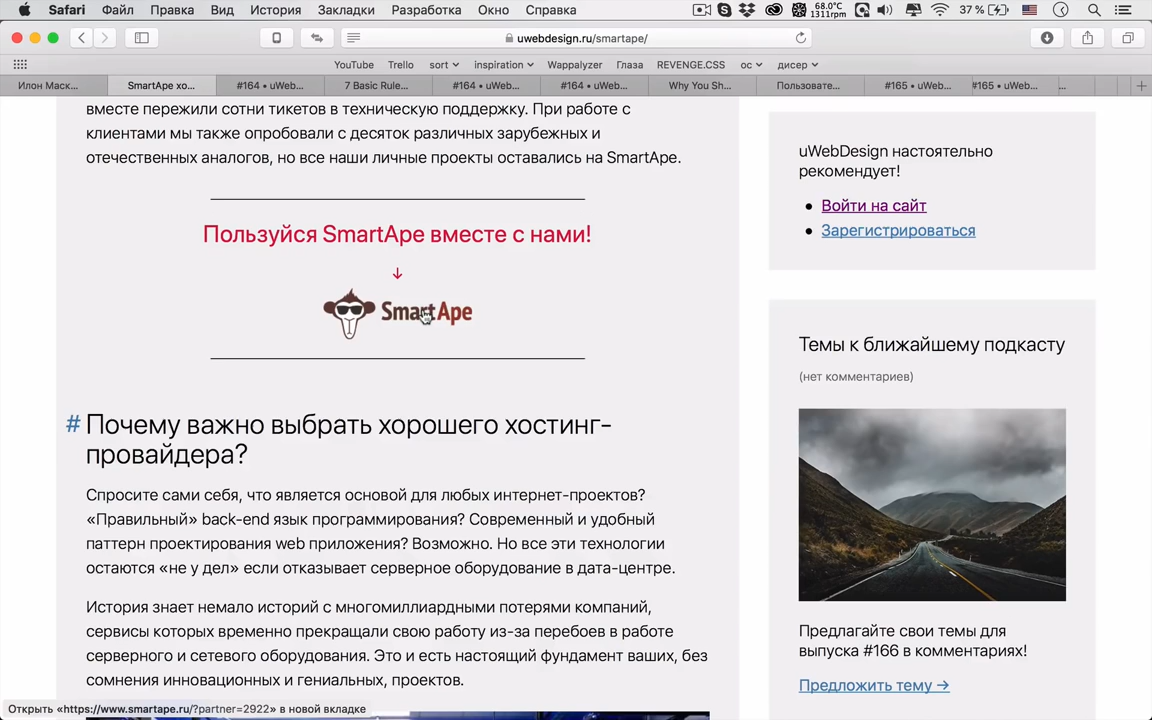 Safari Файл Правка Вид История Закладки Разработка Окно Справка 68.0°C 1311rpm 37 %
uwebdesign.ru/smartape/
YouTube Trello sort inspiration Wappalyzer Глаза REVENGE.CSS ос дисер
Илон Маск... SmartApe хо... #164 • uWeb... 7 Basic Rule... #164 • uWeb... #164 • uWeb... Why You Sh... Пользовате... #165 • uWeb... #165 • uWeb... ...
вместе пережили сотни тикетов в техническую поддержку. При работе с
клиентами мы также опробовали с десяток различных зарубежных и
отечественных аналогов, но все наши личные проекты оставались на SmartApe.
Пользуйся SmartApe вместе с нами!
↓
SmartApe
# Почему важно выбрать хорошего хостинг-
провайдера?
Спросите сами себя, что является основой для любых интернет-проектов?
«Правильный» back-end язык программирования? Современный и удобный
паттерн проектирования web приложения? Возможно. Но все эти технологии
остаются «не у дел» если отказывает серверное оборудование в дата-центре.
История знает немало историй с многомиллиардными потерями компаний,
сервисы которых временно прекращали свою работу из-за перебоев в работе
серверного и сетевого оборудования. Это и есть настоящий фундамент ваших, без
сомнения инновационных и гениальных, проектов.
uWebDesign настоятельно
рекомендует!
• Войти на сайт
• Зарегистрироваться
Темы к ближайшему подкасту
(нет комментариев)
Предлагайте свои темы для
выпуска #166 в комментариях!
Предложить тему →
Открыть «https://www.smartape.ru/?partner=2922» в новой вкладке